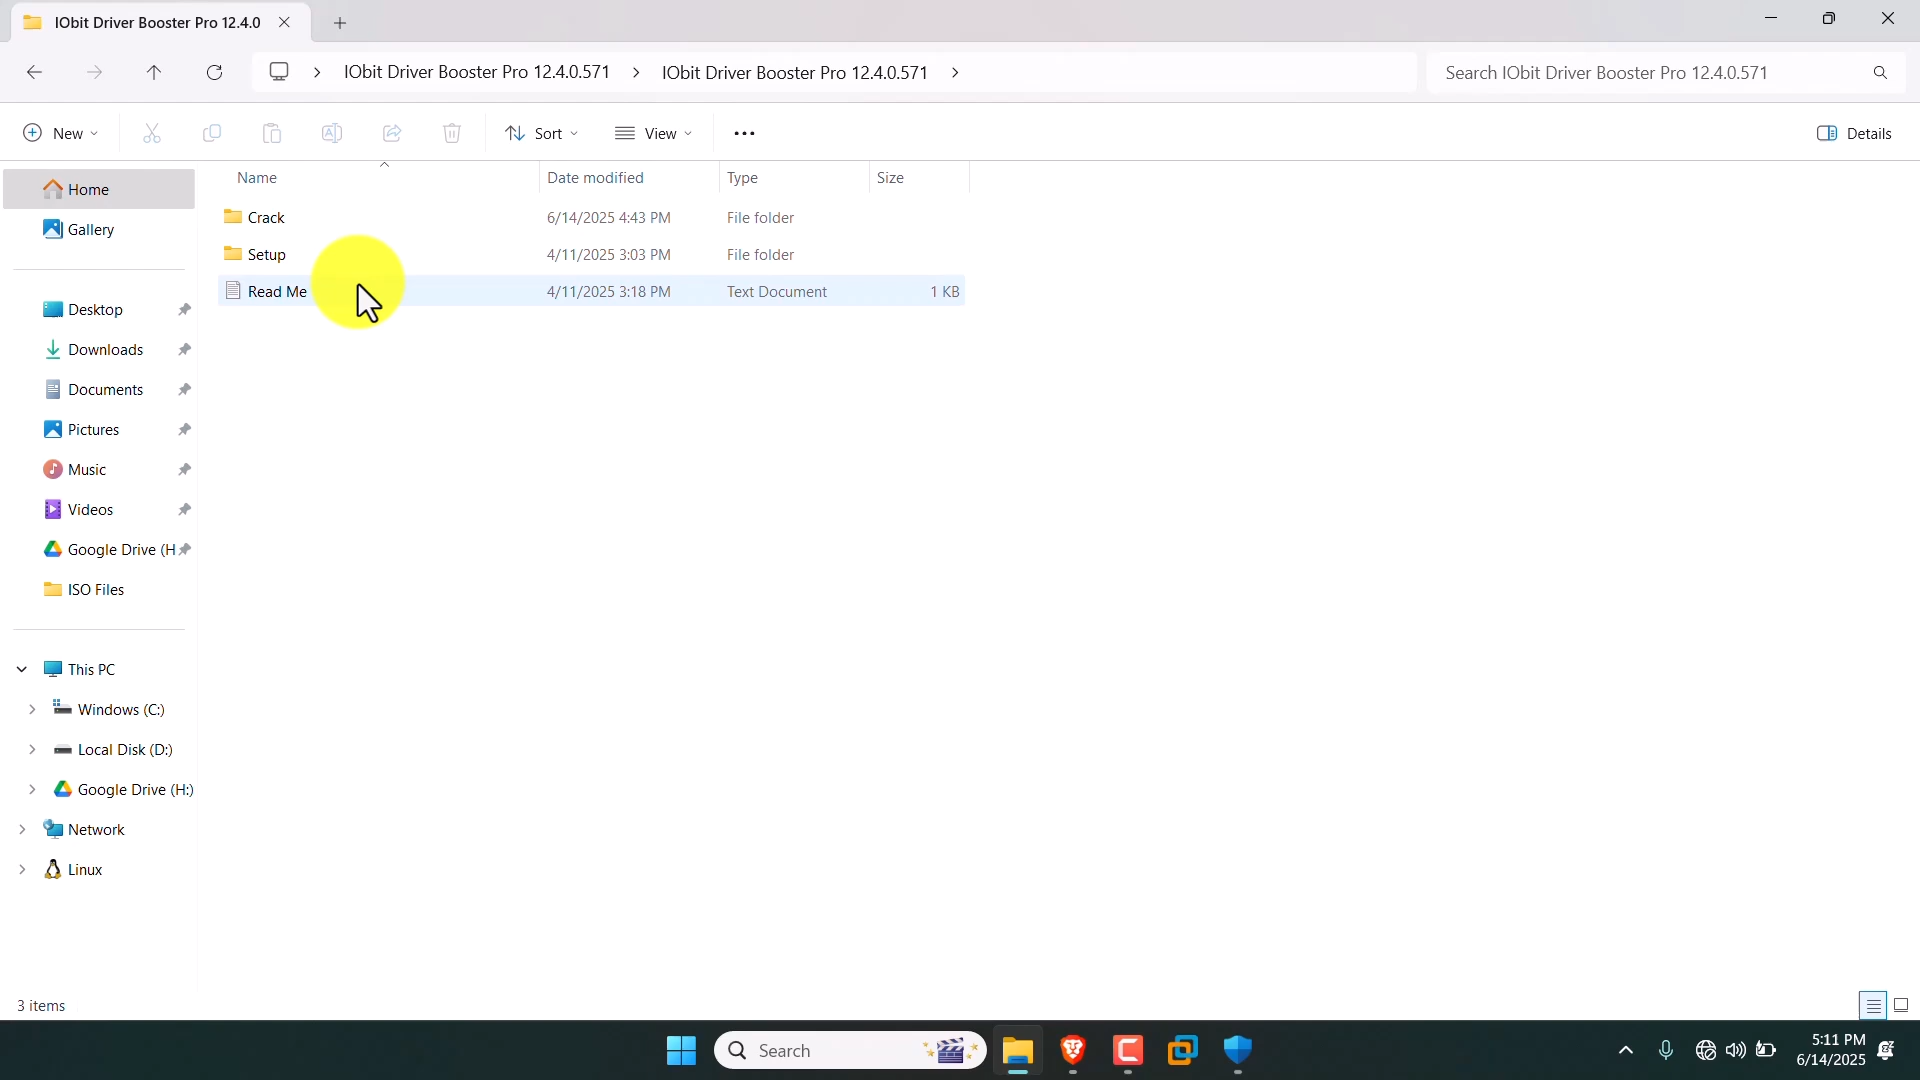 IObit Driver Booster Pro 12.4.0
IObit Driver Booster Pro 12.4.0.571 IObit Driver Booster Pro 12.4.0.571 Search IObit Driver Booster Pro 12.4.0.571
New Sort View Details
Name Date modified Type Size
Home
Gallery
Desktop
Downloads
Documents
Pictures
Music
Videos
Google Drive (H
ISO Files
This PC
Windows (C:)
Local Disk (D:)
Google Drive (H:)
Network
Linux
Crack 6/14/2025 4:43 PM File folder
Setup 4/11/2025 3:03 PM File folder
Read Me 4/11/2025 3:18 PM Text Document 1 KB
3 items
Search
5:11 PM
6/14/2025